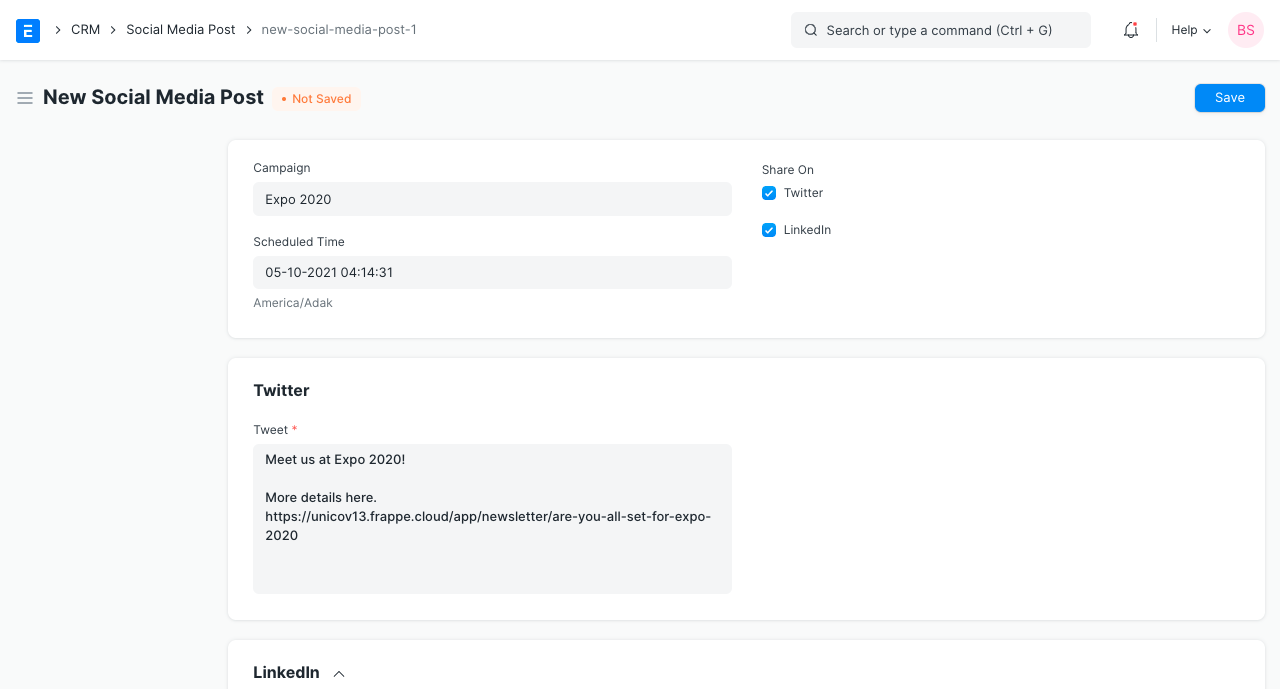 E
CRM
Social Media Post
new-social-media-post-1
Search or type a command (Ctrl + G)
Help
BS
New Social Media Post
Not Saved
Save
Campaign
Expo 2020
Scheduled Time
05-10-2021 04:14:31
America/Adak
Share On
Twitter
LinkedIn
Twitter
Tweet *
Meet us at Expo 2020!
More details here.
https://unicov13.frappe.cloud/app/newsletter/are-you-all-set-for-expo-
2020
LinkedIn